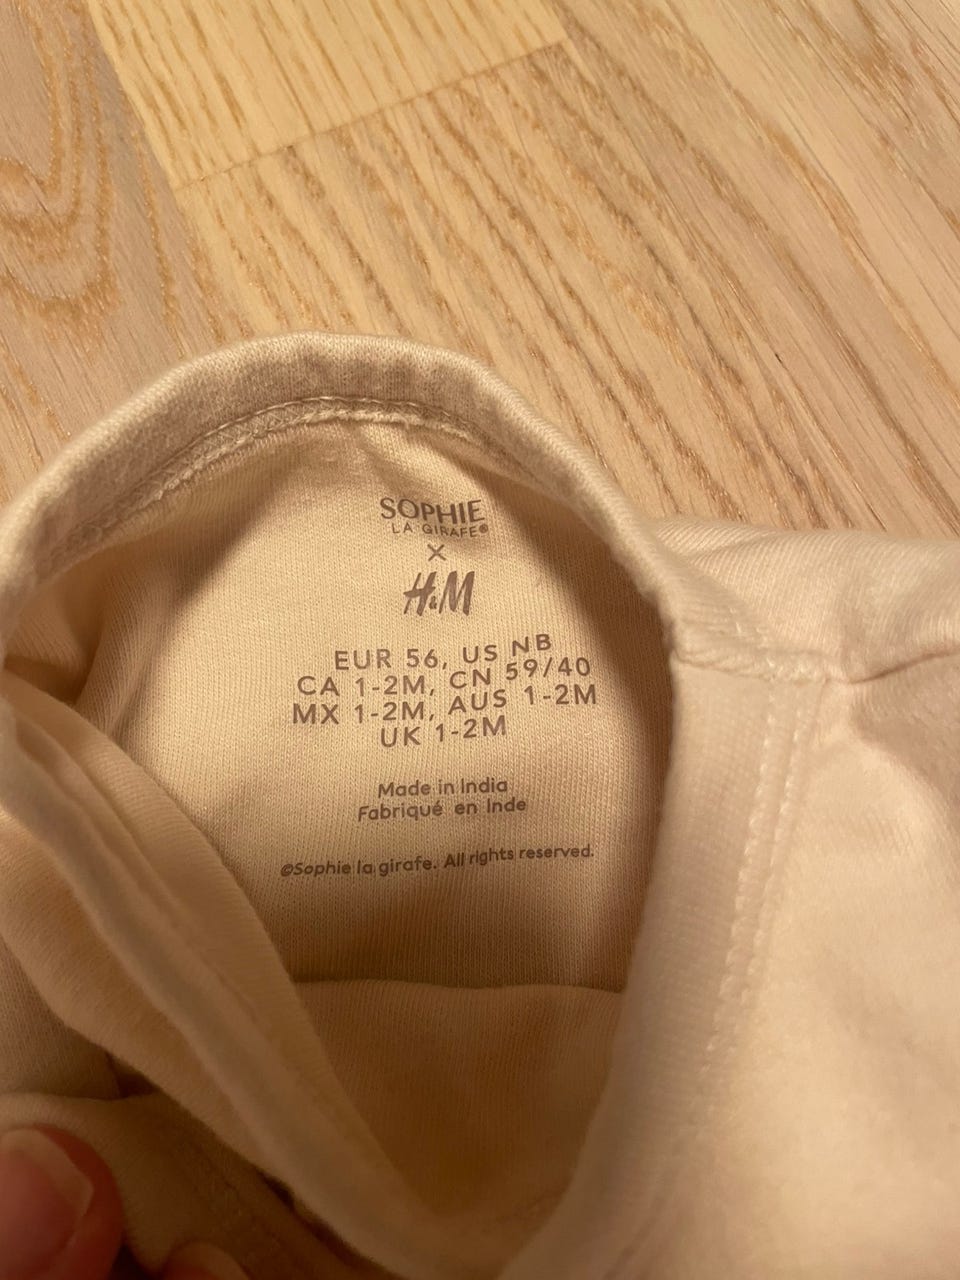 SOPHIE
LA GIRAFE®
×
H&M
EUR 56, US NB
CA 1-2M, CN 59/40
MX 1-2M, AUS 1-2M
UK 1-2M
Made in India
Fabriqué en Inde
©Sophie la girafe. All rights reserved.